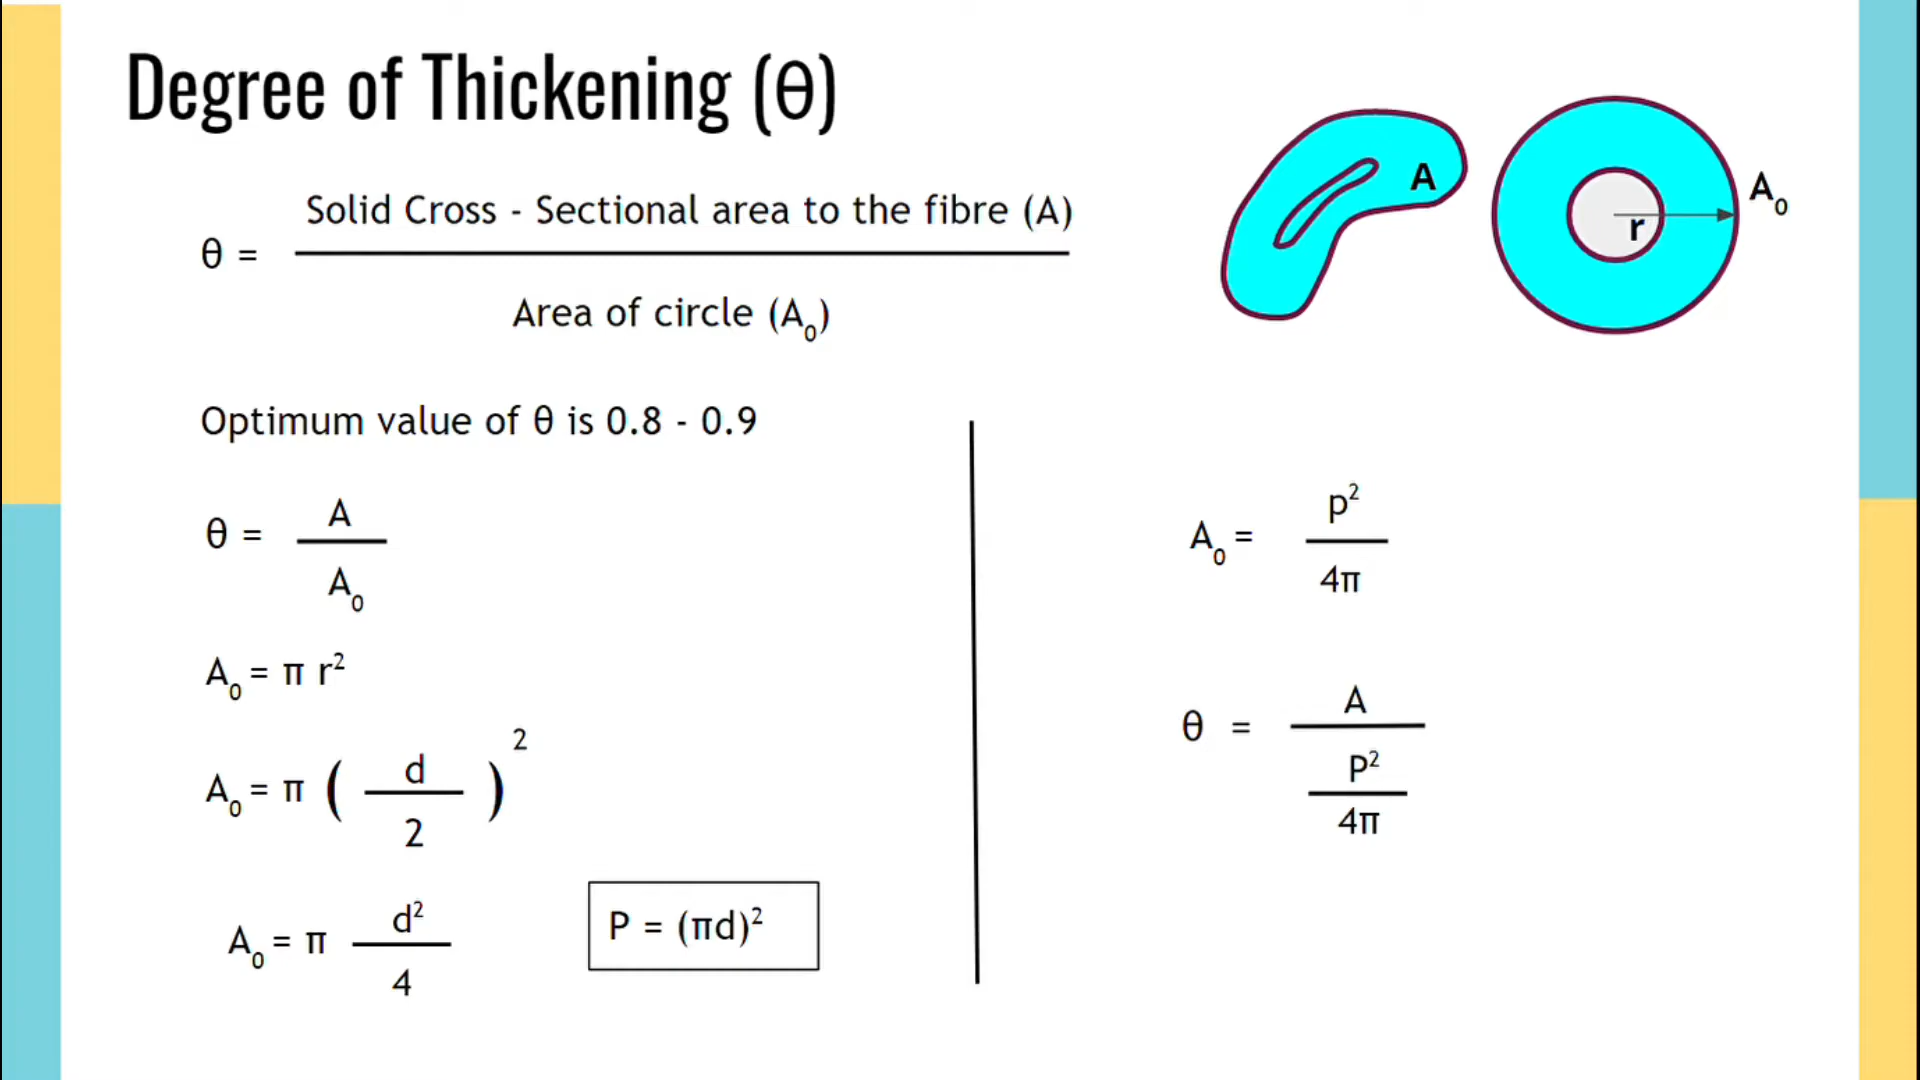 Degree of Thickening (θ)
Solid Cross - Sectional area to the fibre (A)
θ =
Area of circle (A₀)
A
A₀
r
Optimum value of θ is 0.8 - 0.9
θ = A
A₀
A₀ = π r²
A₀ = π ( d ) ²
2
A₀ = π d²
4
P = (πd)²
A₀ = p²
4π
θ = A
P²
4π